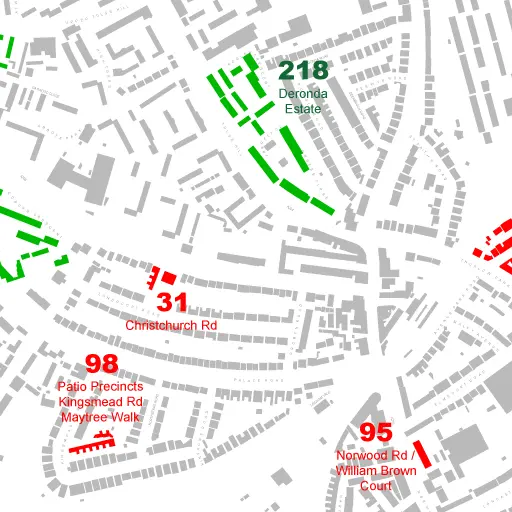 218
Deronda
Estate
31
Christchurch Rd
98
Patio Precincts
Kingsmead Rd
Maytree Walk
95
Norwood Rd /
William Brown
Court